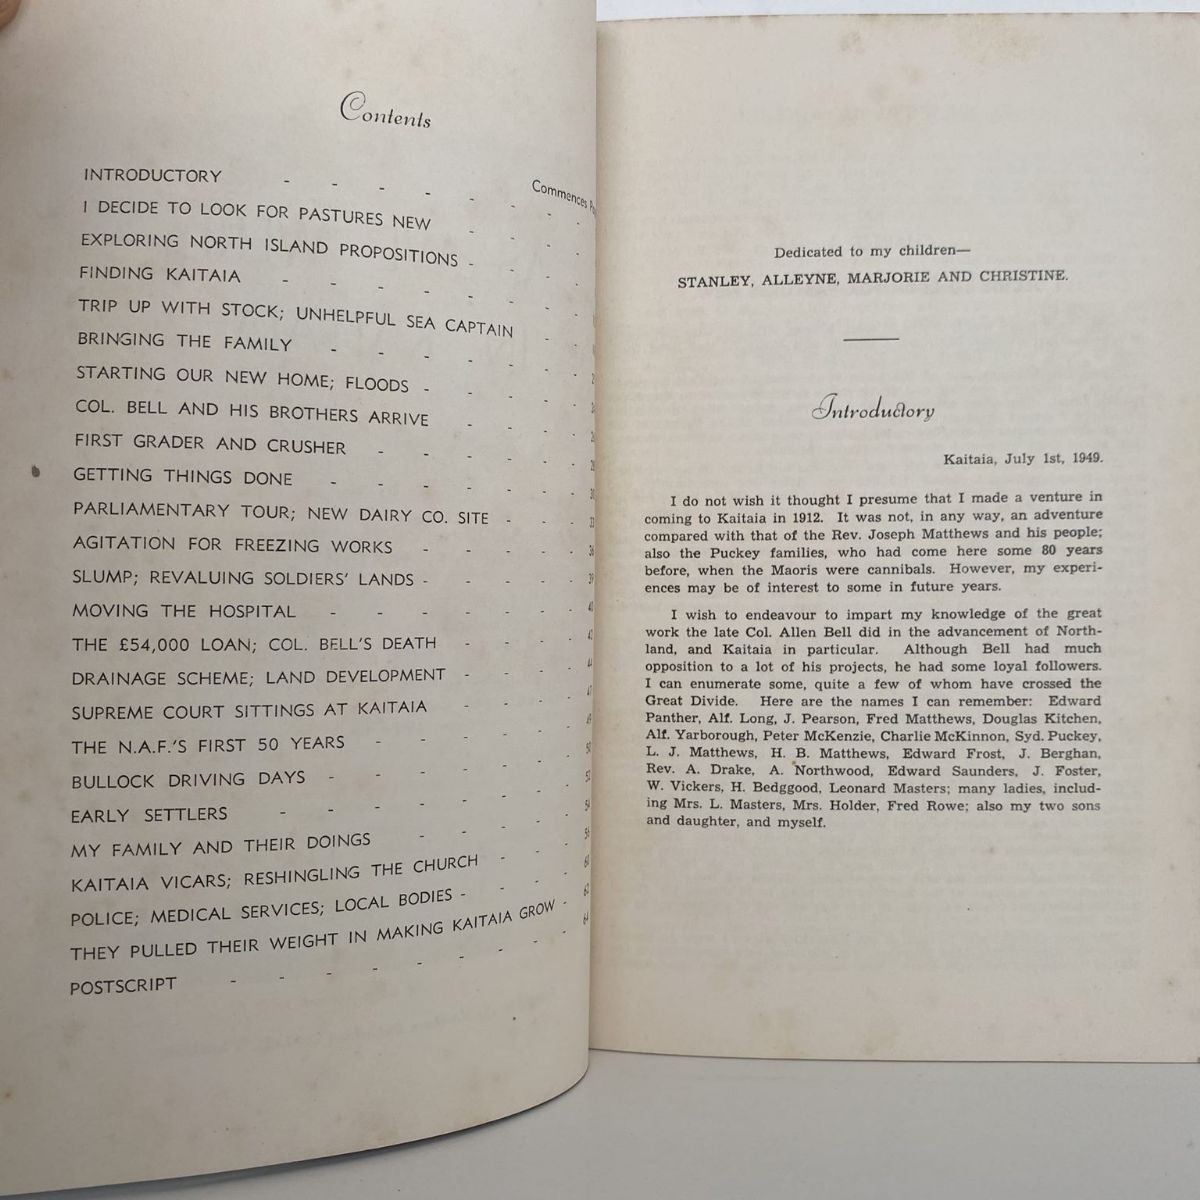 Contents
Commences
INTRODUCTORY - - - - - -
I DECIDE TO LOOK FOR PASTURES NEW - - -
EXPLORING NORTH ISLAND PROPOSITIONS - - -
FINDING KAITAIA - - - - - -
TRIP UP WITH STOCK; UNHELPFUL SEA CAPTAIN - -
BRINGING THE FAMILY - - - - - -
STARTING OUR NEW HOME; FLOODS - - - -
COL. BELL AND HIS BROTHERS ARRIVE - - -
FIRST GRADER AND CRUSHER - - - - -
GETTING THINGS DONE - - - - - -
PARLIAMENTARY TOUR; NEW DAIRY CO. SITE - - -
AGITATION FOR FREEZING WORKS - - - -
SLUMP; REVALUING SOLDIERS' LANDS - - - -
MOVING THE HOSPITAL - - - - - -
THE £54,000 LOAN; COL. BELL'S DEATH - - -
DRAINAGE SCHEME; LAND DEVELOPMENT - - -
SUPREME COURT SITTINGS AT KAITAIA - - -
THE N.A.F.'S FIRST 50 YEARS - - - - -
BULLOCK DRIVING DAYS - - - - - -
EARLY SETTLERS - - - - - - -
MY FAMILY AND THEIR DOINGS - - - -
KAITAIA VICARS; RESHINGLING THE CHURCH - - -
POLICE; MEDICAL SERVICES; LOCAL BODIES - - - -
THEY PULLED THEIR WEIGHT IN MAKING KAITAIA GROW -
POSTSCRIPT - - - - - - - -
Dedicated to my children—
STANLEY, ALLEYNE, MARJORIE AND CHRISTINE.
Introductory
Kaitaia, July 1st, 1949.
I do not wish it thought I presume that I made a venture in
coming to Kaitaia in 1912. It was not, in any way, an adventure
compared with that of the Rev. Joseph Matthews and his people;
also the Puckey families, who had come here some 80 years
before, when the Maoris were cannibals. However, my experi-
ences may be of interest to some in future years.
I wish to endeavour to impart my knowledge of the great
work the late Col. Allen Bell did in the advancement of North-
land, and Kaitaia in particular. Although Bell had much
opposition to a lot of his projects, he had some loyal followers.
I can enumerate some, quite a few of whom have crossed the
Great Divide. Here are the names I can remember: Edward
Panther, Alf. Long, J. Pearson, Fred Matthews, Douglas Kitchen,
Alf. Yarborough, Peter McKenzie, Charlie McKinnon, Syd. Puckey,
L. J. Matthews, H. B. Matthews, Edward Frost, J. Berghan,
Rev. A. Drake, A. Northwood, Edward Saunders, J. Foster,
W. Vickers, H. Bedggood, Leonard Masters; many ladies, includ-
ing Mrs. L. Masters, Mrs. Holder, Fred Rowe; also my two sons
and daughter, and myself.